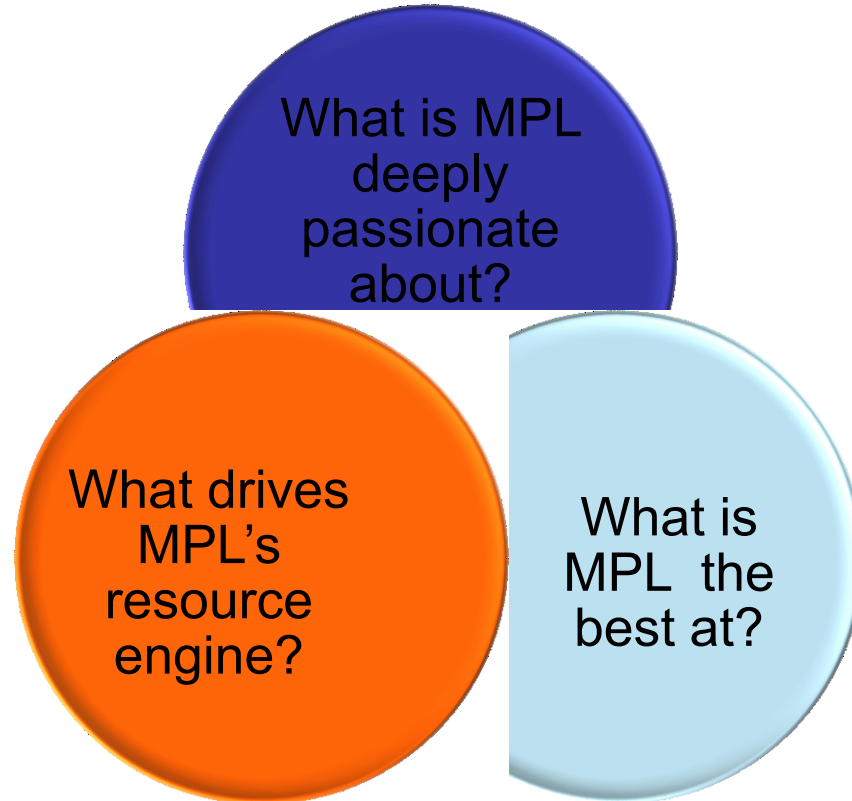 What is MPL
deeply
passionate
about?
What drives
MPL’s
resource
engine?
What is
MPL  the
best at?